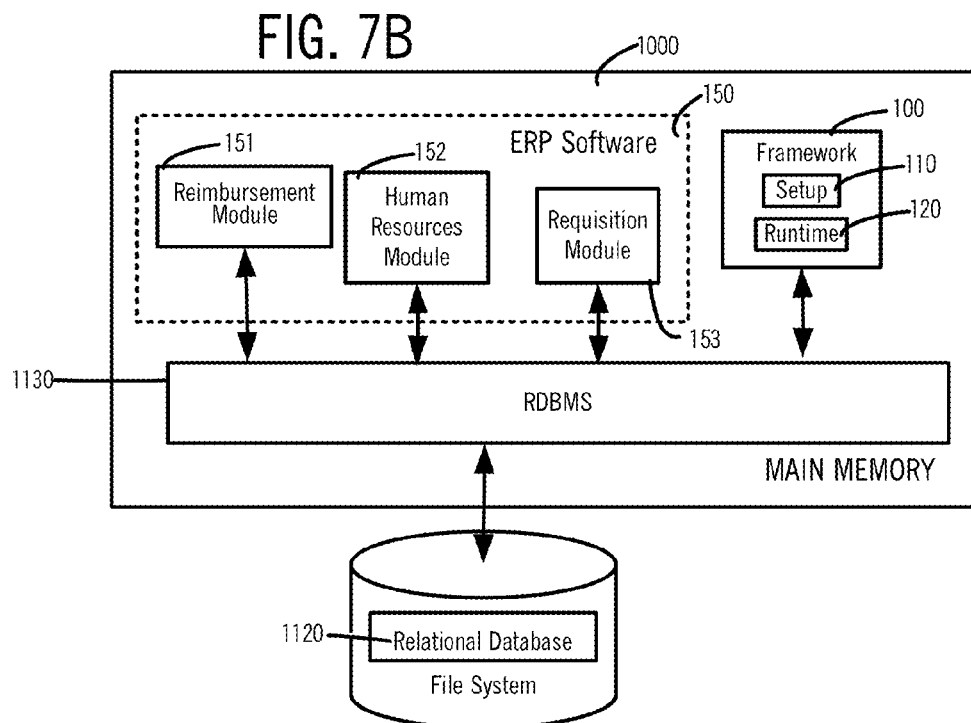 FIG. 7B
1000
150
100
ERP Software
Framework
151
152
110
Setup
Reimbursement
Module
Human
Resources
Module
Requisition
Module
120
Runtime
153
1130
RDBMS
MAIN MEMORY
1120
Relational Database
File System